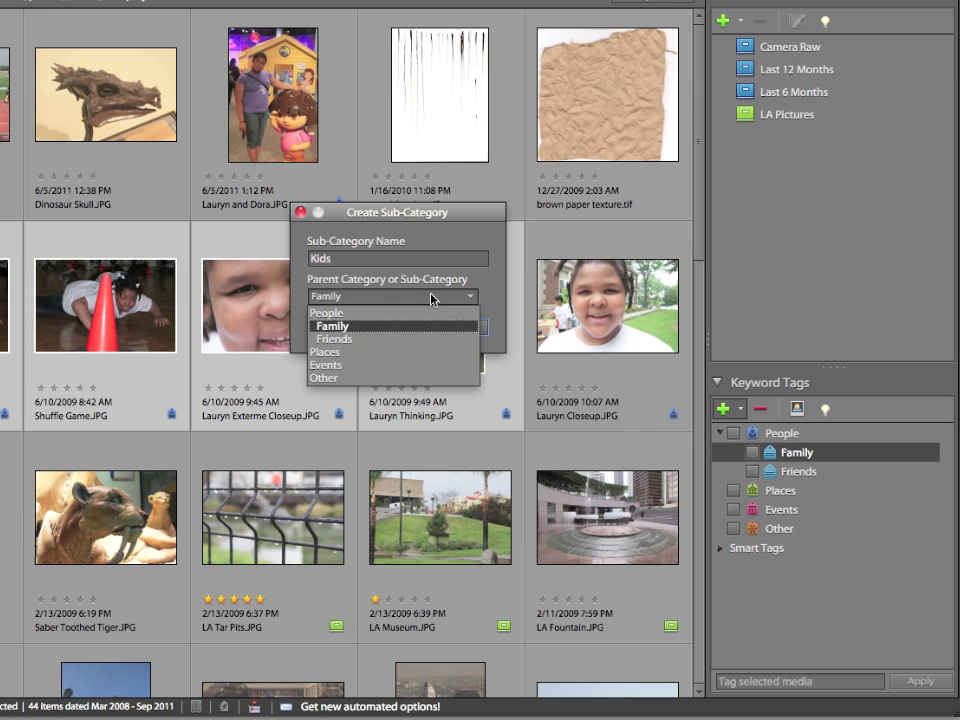 6/5/2011 12:38 PM
Dinosaur Skull.JPG
6/5/2011 1:12 PM
Lauryn and Dora.JPG
1/16/2010 11:08 PM
12/27/2009 2:03 AM
brown paper texture.tif
Create Sub-Category
Sub-Category Name
Kids
Parent Category or Sub-Category
Family
People
Family
Friends
Places
Events
Other
6/10/2009 8:42 AM
Shuffle Game.JPG
6/10/2009 9:45 AM
Lauryn Exterme Closeup.JPG
6/10/2009 9:49 AM
Lauryn Thinking.JPG
6/10/2009 10:07 AM
Lauryn Closeup.JPG
2/13/2009 6:19 PM
Saber Toothed Tiger.JPG
2/13/2009 6:37 PM
LA Tar Pits.JPG
2/13/2009 6:39 PM
LA Museum.JPG
2/11/2009 7:59 PM
LA Fountain.JPG
cted | 44 items dated Mar 2008 - Sep 2011
Get new automated options!
Camera Raw
Last 12 Months
Last 6 Months
LA Pictures
Keyword Tags
People
Family
Friends
Places
Events
Other
Smart Tags
Tag selected media
Apply